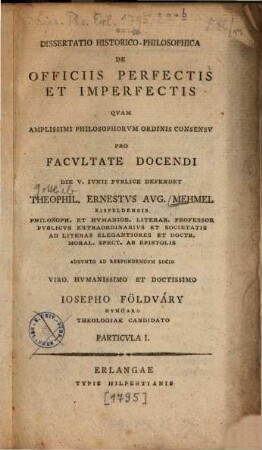 DISSERTATIO HISTORICO-PHILOSOPHICA
DE
OFFICIIS PERFECTIS
ET IMPERFECTIS
QVAM
AMPLISSIMI PHILOSOPHORVM ORDINIS CONSENSV
PRO
FACVLTATE DOCENDI
DIE V. IVNII PVBLICE DEFENDET
Gottlieb
THEOPHIL. ERNESTVS AVG. MEHMEL
PHILOSOPH. ET HVMANIOR. LITERAR. PROFESSOR
PVBLICVS EXTRAORDINARIVS ET SOCIETATIS
AD LITERAS ELEGANTIORES ET DOCTR.
MORAL. SPECT. AB EPISTOLIS
ADSVMTO AD RESPONDENDVM SOCIO
VIRO HVMANISSIMO ET DOCTISSIMO
IOSEPHO FÖLDVÁRY
HVNGARO
THEOLOGIAE CANDIDATO
PARTICVLA I.
ERLANGAE
TYPIS HILPERTIANIS
[1795]